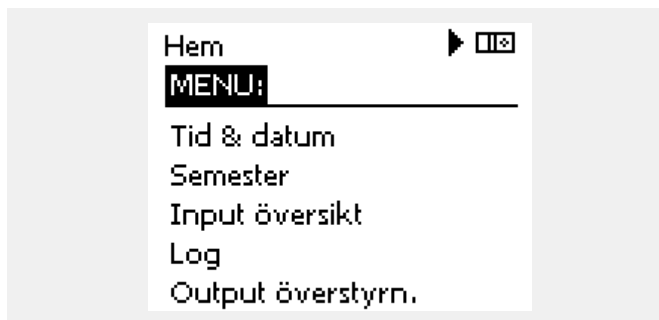 Hem
MENU:
Tid & datum
Semester
Input översikt
Log
Output överstyrn.